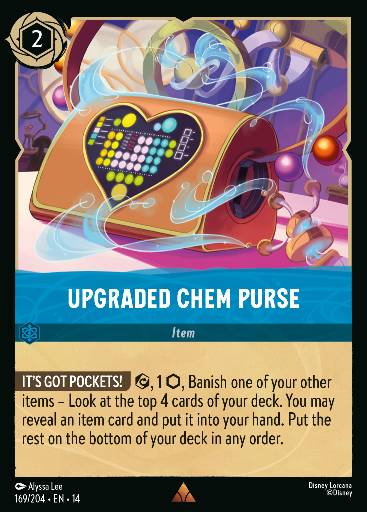 2
UPGRADED CHEM PURSE
Item
IT'S GOT POCKETS! , 1 , Banish one of your other
items – Look at the top 4 cards of your deck. You may
reveal an item card and put it into your hand. Put the
rest on the bottom of your deck in any order.
Alyssa Lee
Disney Lorcana
169/204 • EN • 14
©Disney